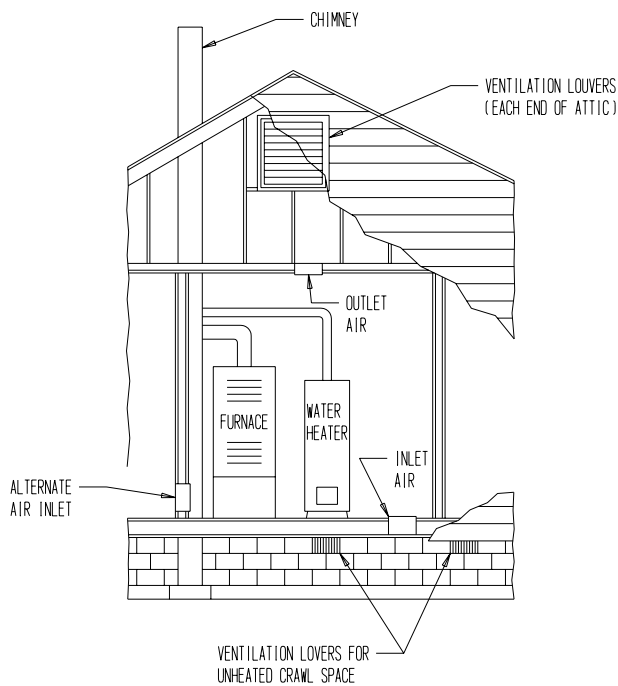 CHIMNEY
VENTILATION LOUVERS
(EACH END OF ATTIC)
OUTLET
AIR
FURNACE
WATER
HEATER
INLET
AIR
ALTERNATE
AIR INLET
VENTILATION LOVERS FOR
UNHEATED CRAWL SPACE